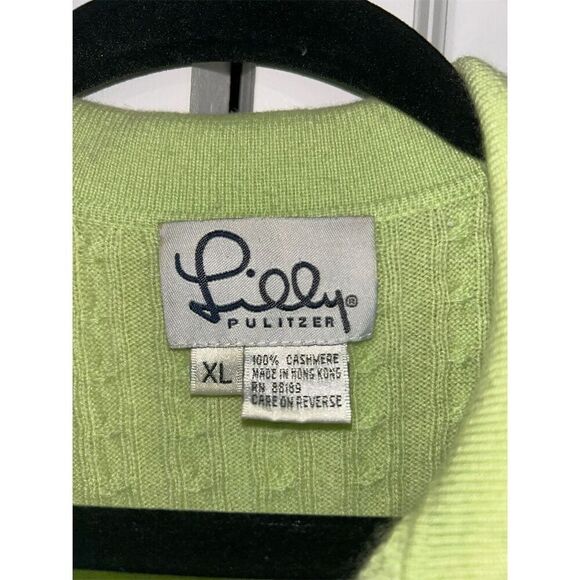 Lilly®
PULITZER
XL
100% CASHMERE
MADE IN HONG KONG
RN 88189
CARE ON REVERSE